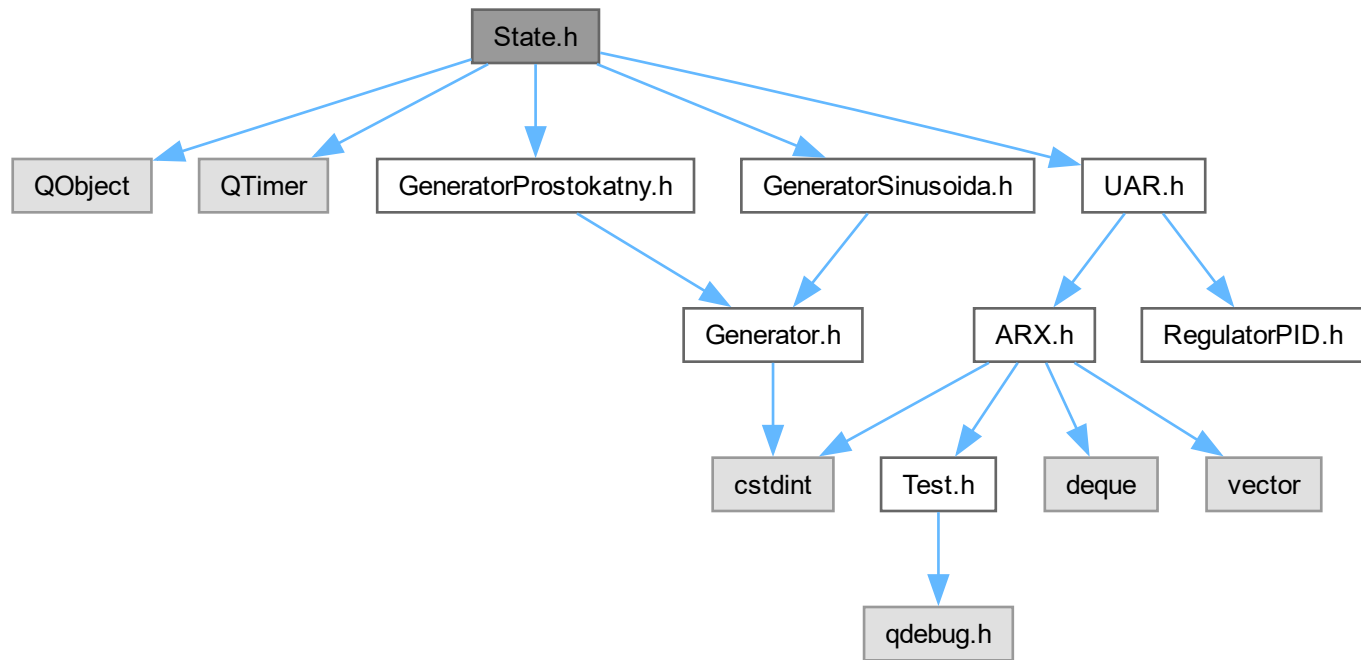 State.h
QObject
QTimer
GeneratorProstokatny.h
GeneratorSinusoida.h
UAR.h
Generator.h
ARX.h
RegulatorPID.h
cstdint
Test.h
deque
vector
qdebug.h